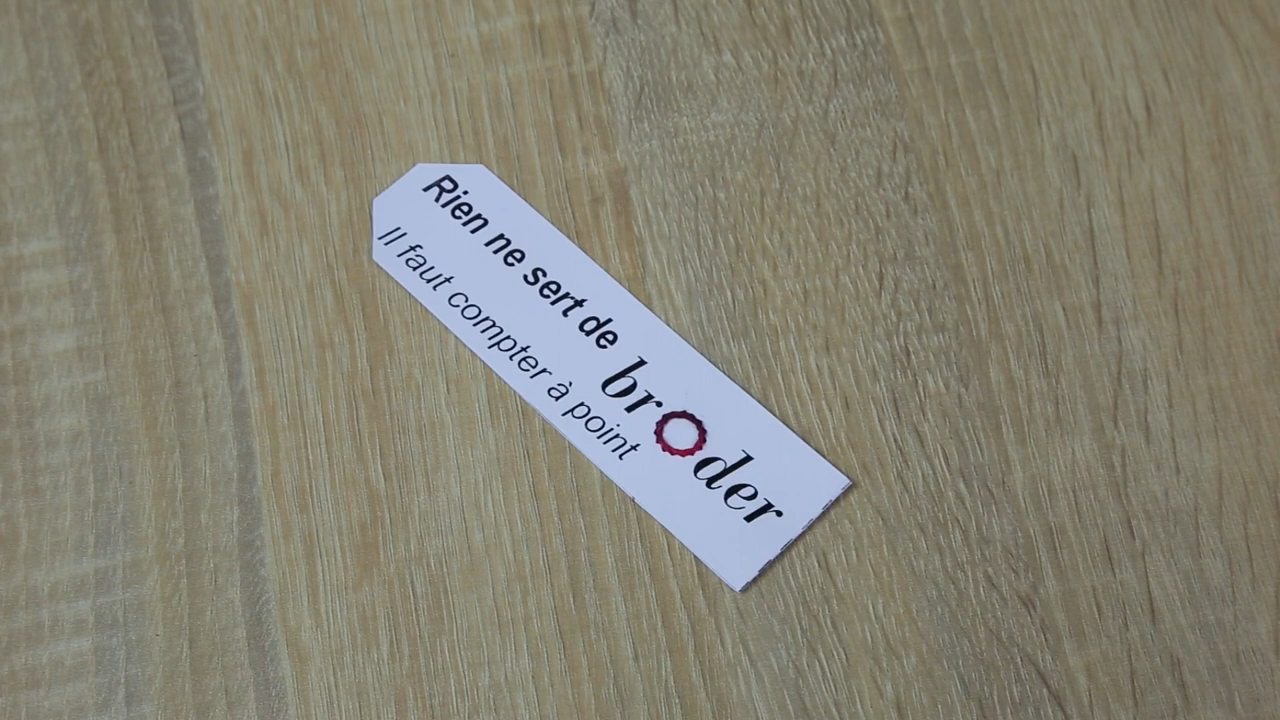 Rien ne sert de broder
Il faut compter à point